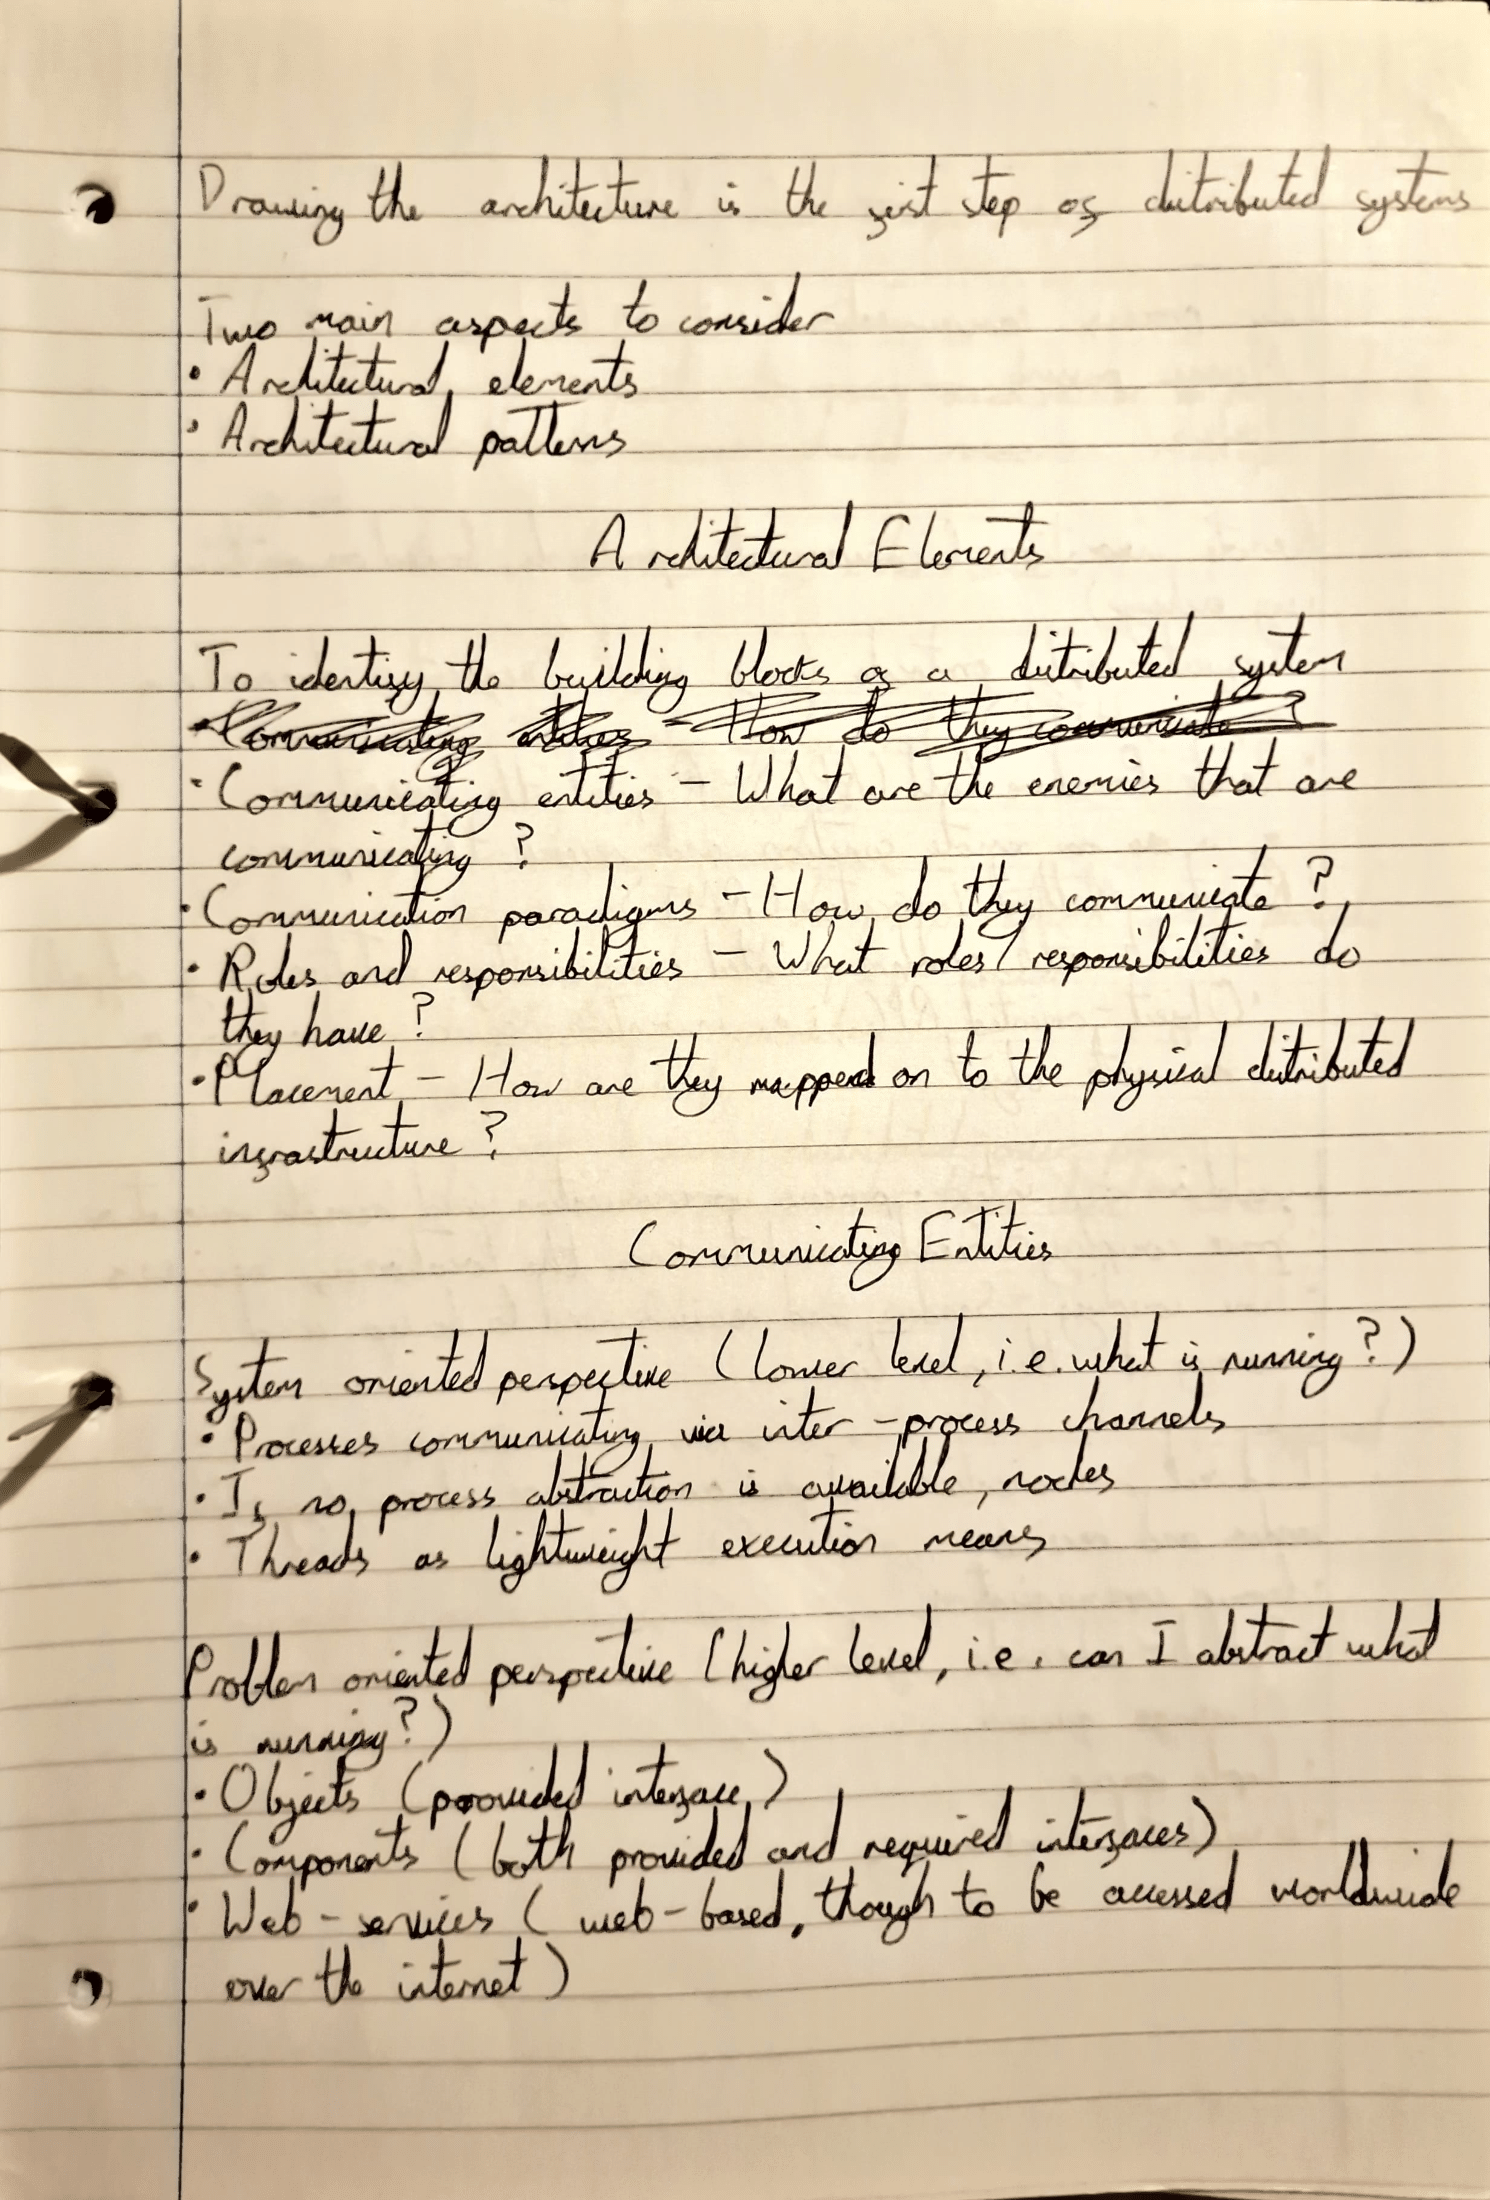 Drawing the architecture is the first step of distributed systems
Two main aspects to consider
• Architectural elements
• Architectural patterns
Architectural Elements
To identify the building blocks of a distributed system
• Communicating entities - How do they communicate?
• Communicating entities - What are the enemies that are
communicating?
• Communication paradigms - How do they communicate?
• Roles and responsibilities - What roles/responsibilities do
they have?
• Placement - How are they mapped on to the physical distributed
infrastructure?
Communicating Entities
System oriented perspective (lower level, i.e. what is running?)
• Processes communicating via inter-process channels
• If no process abstraction is available, nodes
• Threads as lightweight execution means
Problem oriented perspective (higher level, i.e. can I abstract what
is running?)
• Objects (proovided interface)
• Components (both provided and required interfaces)
• Web-services (web-based, though to be accessed worldwide
over the internet)